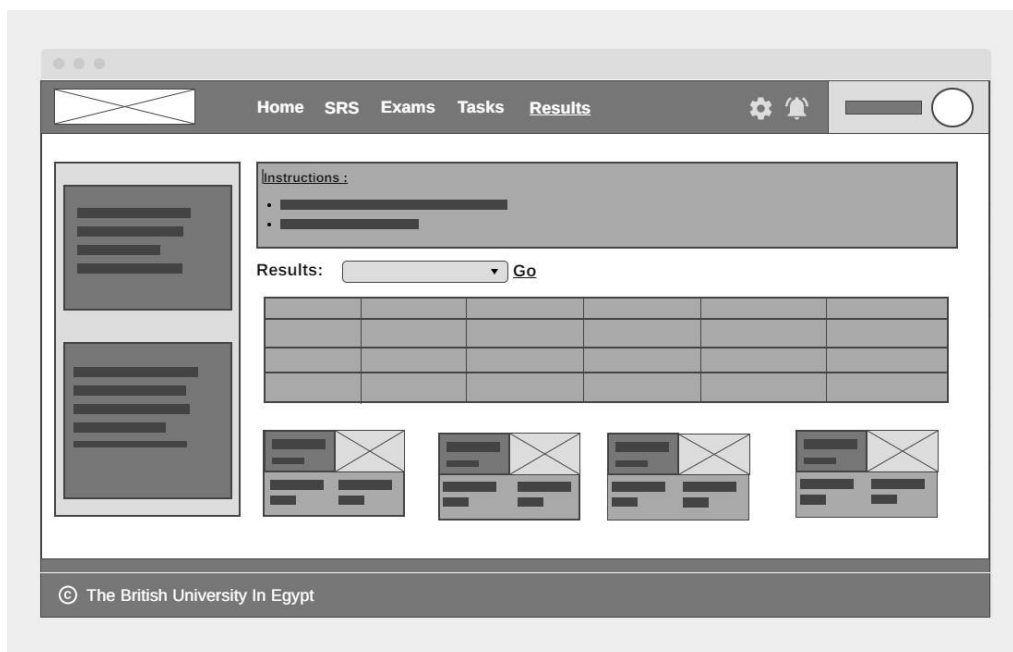 Home SRS Exams Tasks Results
Instructions :
Results: Go
© The British University In Egypt